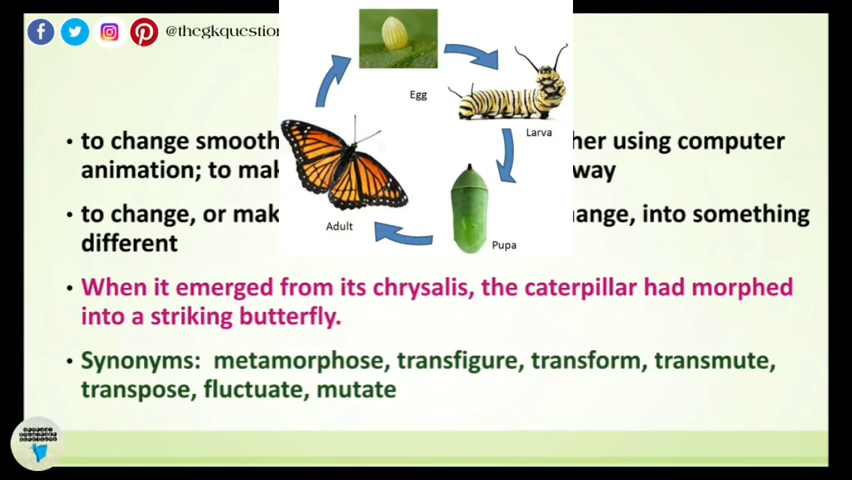 @thegkquestion
Egg
Larva
Pupa
Adult
• to change smoo her using computer
animation; to mak way
• to change, or mak hange, into something
different
• When it emerged from its chrysalis, the caterpillar had morphed
into a striking butterfly.
• Synonyms: metamorphose, transfigure, transform, transmute,
transpose, fluctuate, mutate